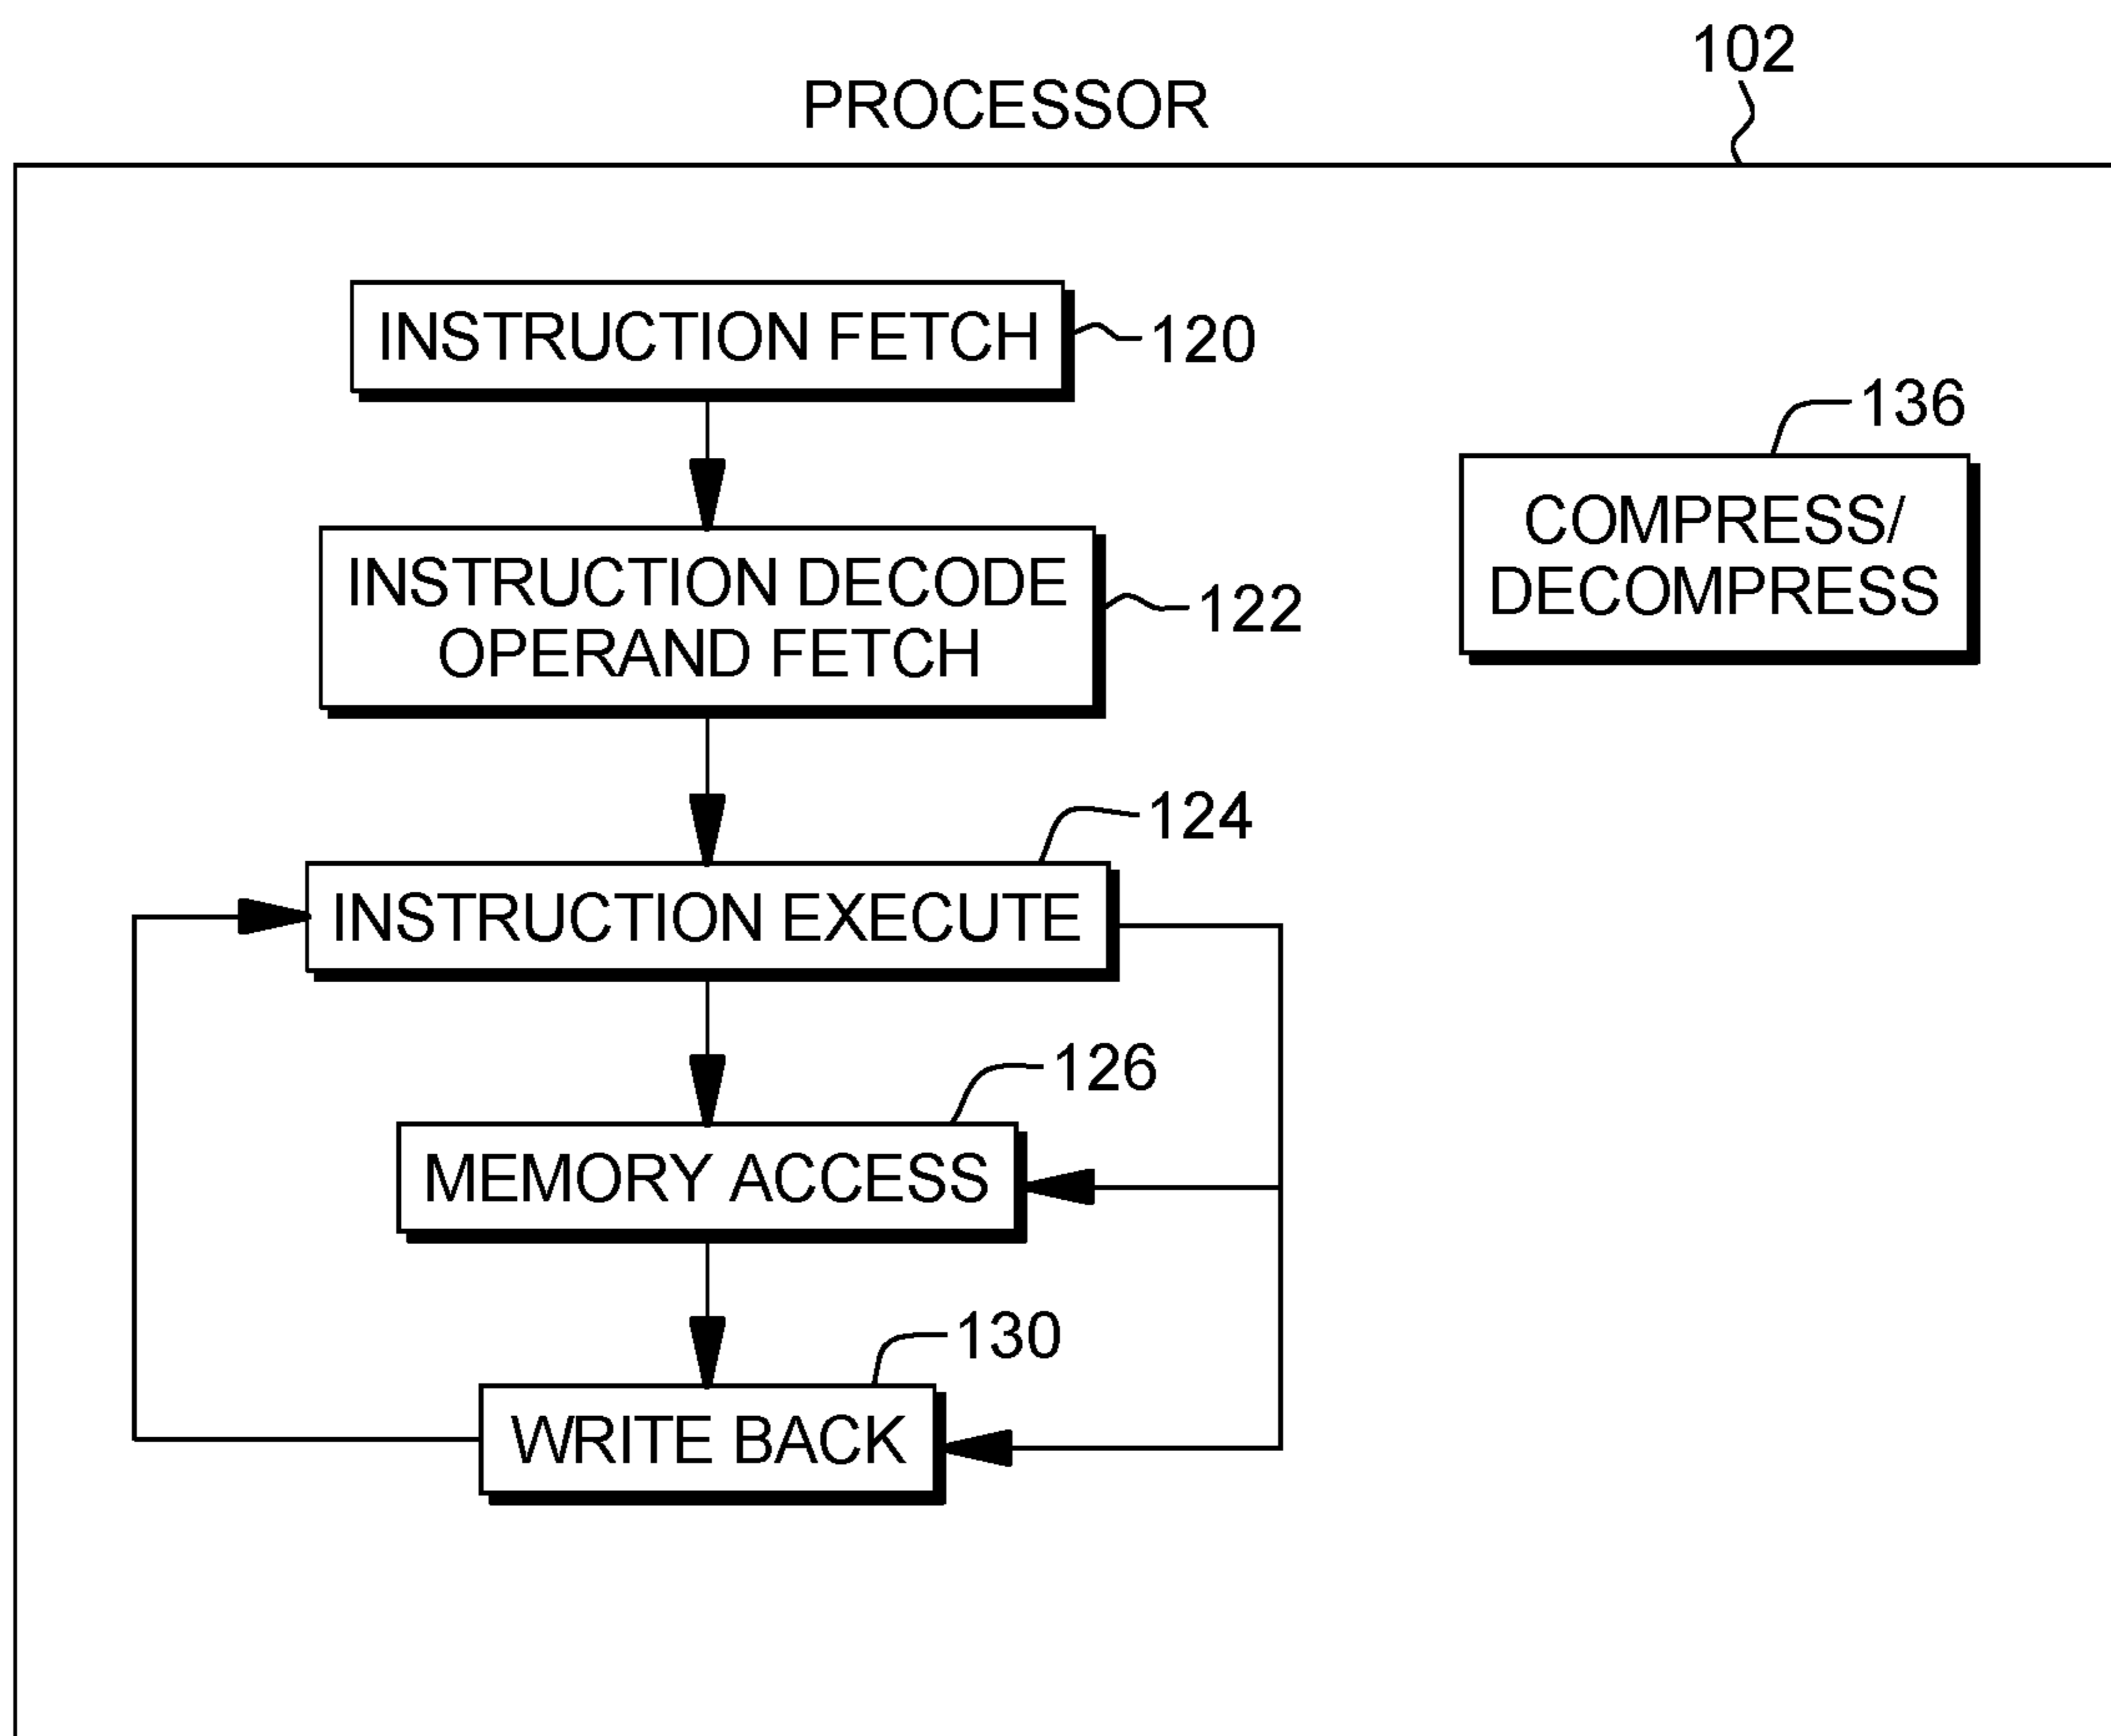 102
PROCESSOR
INSTRUCTION FETCH
120
136
COMPRESS/
DECOMPRESS
INSTRUCTION DECODE
OPERAND FETCH
122
124
INSTRUCTION EXECUTE
126
MEMORY ACCESS
130
WRITE BACK